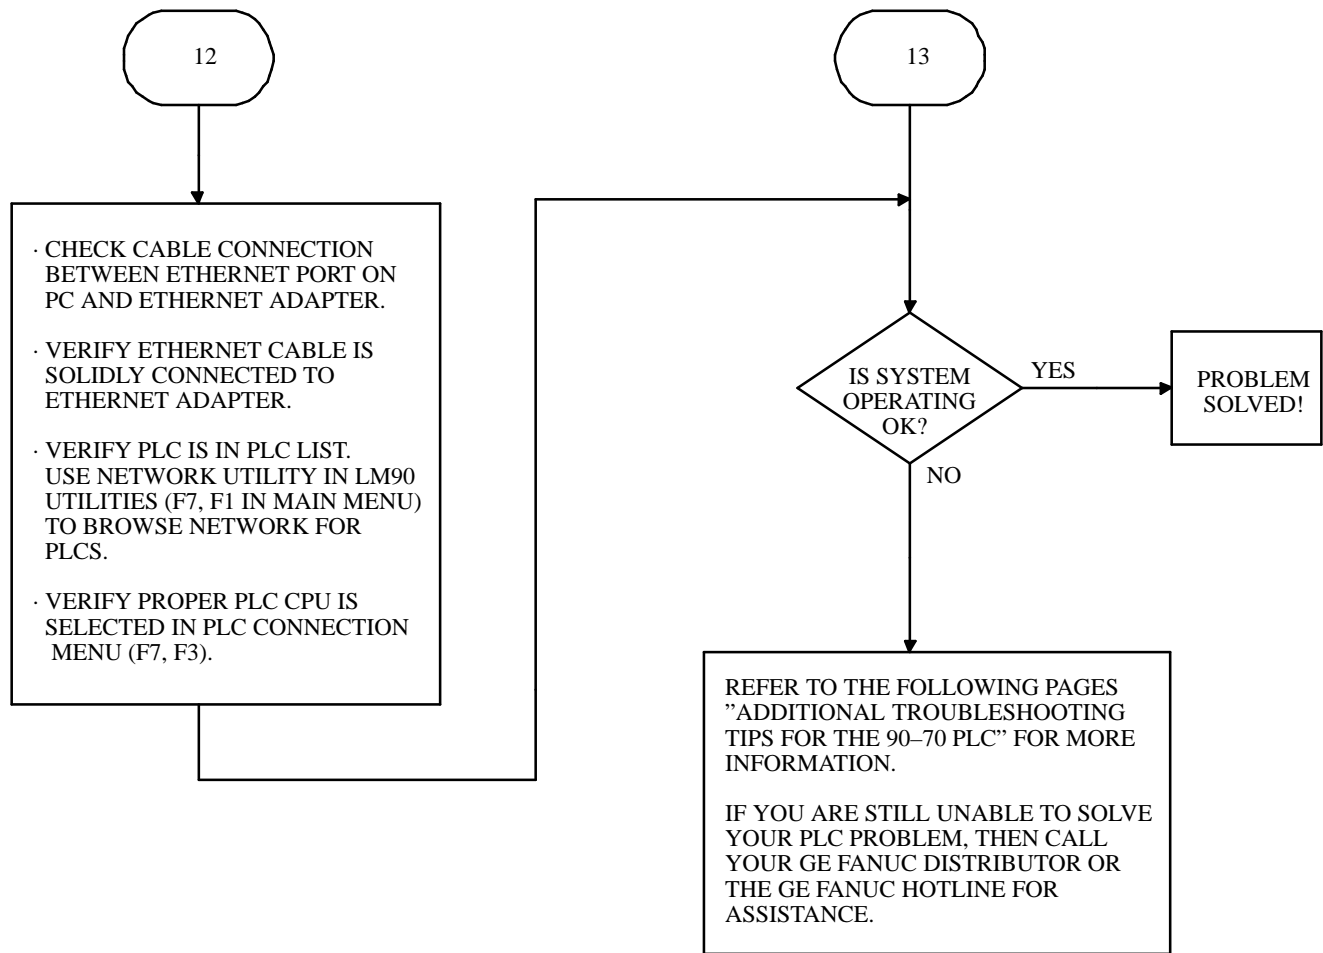 12
· CHECK CABLE CONNECTION
BETWEEN ETHERNET PORT ON
PC AND ETHERNET ADAPTER.
· VERIFY ETHERNET CABLE IS
SOLIDLY CONNECTED TO
ETHERNET ADAPTER.
· VERIFY PLC IS IN PLC LIST.
USE NETWORK UTILITY IN LM90
UTILITIES (F7, F1 IN MAIN MENU)
TO BROWSE NETWORK FOR
PLCS.
· VERIFY PROPER PLC CPU IS
SELECTED IN PLC CONNECTION
MENU (F7, F3).
13
IS SYSTEM
OPERATING
OK?
YES
PROBLEM
SOLVED!
NO
REFER TO THE FOLLOWING PAGES
”ADDITIONAL TROUBLESHOOTING
TIPS FOR THE 90–70 PLC” FOR MORE
INFORMATION.
IF YOU ARE STILL UNABLE TO SOLVE
YOUR PLC PROBLEM, THEN CALL
YOUR GE FANUC DISTRIBUTOR OR
THE GE FANUC HOTLINE FOR
ASSISTANCE.